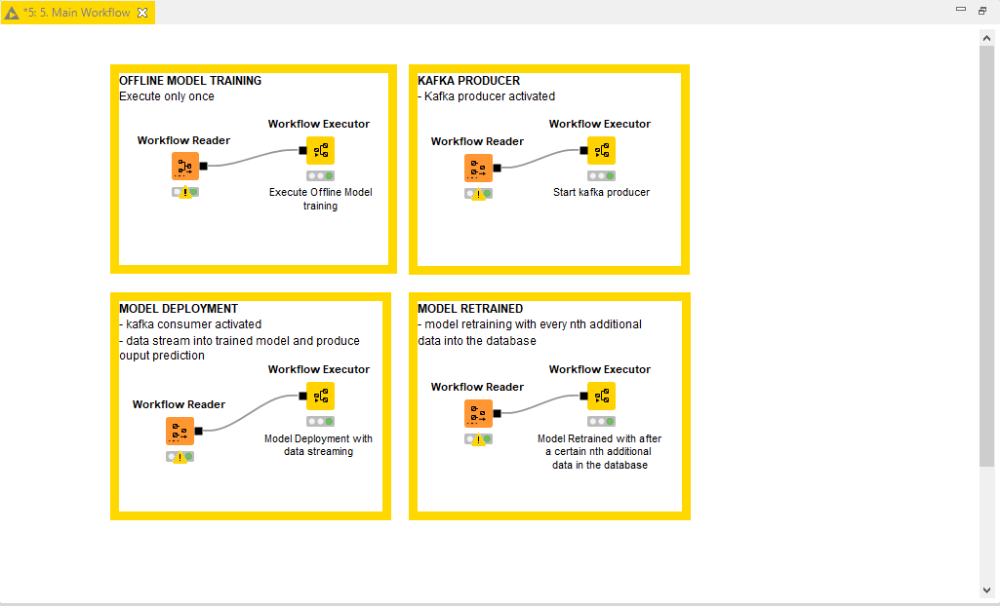 *5: 5. Main Workflow
OFFLINE MODEL TRAINING
Execute only once
Workflow Reader
Workflow Executor
Execute Offline Model
training
KAFKA PRODUCER
- Kafka producer activated
Workflow Reader
Workflow Executor
Start kafka producer
MODEL DEPLOYMENT
- kafka consumer activated
- data stream into trained model and produce
ouput prediction
Workflow Executor
Workflow Reader
Model Deployment with
data streaming
MODEL RETRAINED
- model retraining with every nth additional
data into the database
Workflow Executor
Workflow Reader
Model Retrained with after
a certain nth additional
data in the database